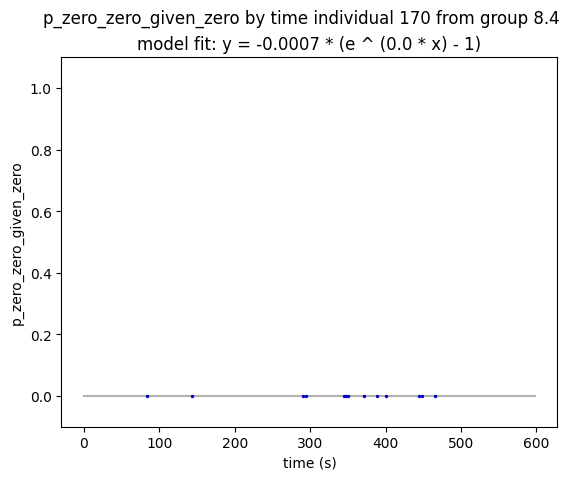 p_zero_zero_given_zero by time individual 170 from group 8.4
model fit: y = -0.0007 * (e ^ (0.0 * x) - 1)
p_zero_zero_given_zero
1.0
0.8
0.6
0.4
0.2
0.0
0 100 200 300 400 500 600
time (s)